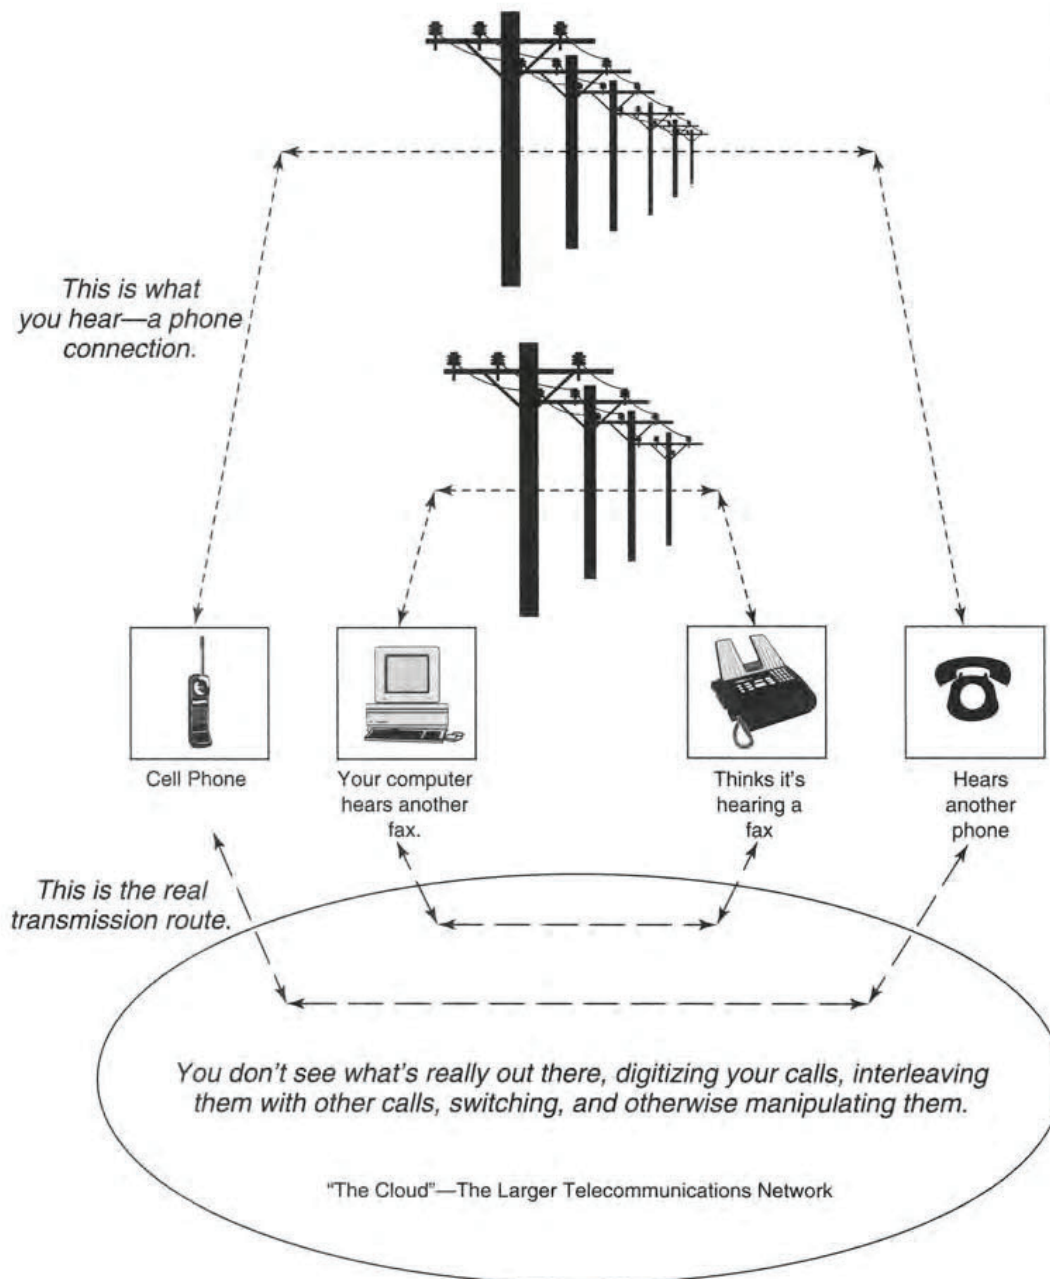 This is what
you hear—a phone
connection.
Cell Phone
Your computer
hears another
fax.
Thinks it's
hearing a
fax
Hears
another
phone
This is the real
transmission route.
You don't see what's really out there, digitizing your calls, interleaving
them with other calls, switching, and otherwise manipulating them.
"The Cloud"—The Larger Telecommunications Network